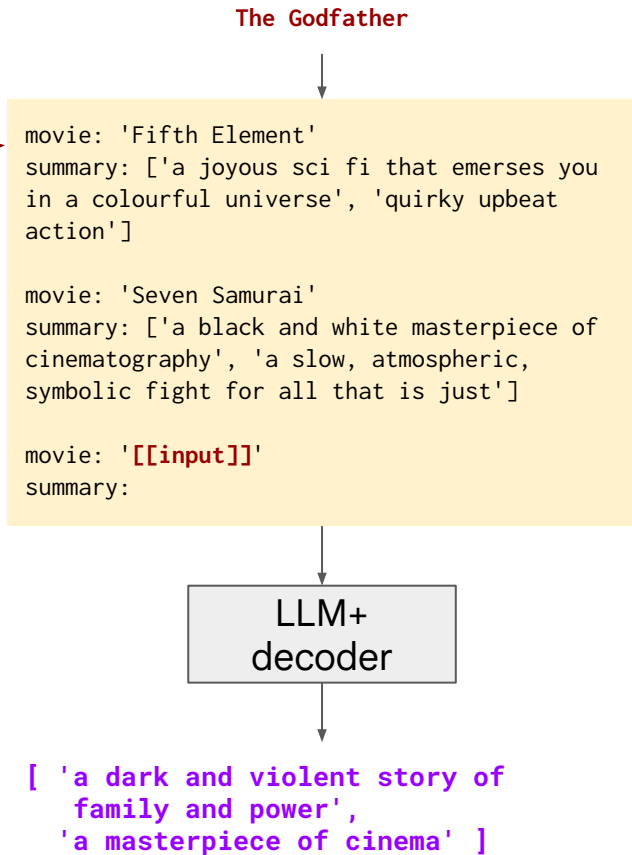 The Godfather
movie: 'Fifth Element'
summary: ['a joyous sci fi that emerses you
in a colourful universe', 'quirky upbeat
action']
movie: 'Seven Samurai'
summary: ['a black and white masterpiece of
cinematography', 'a slow, atmospheric,
symbolic fight for all that is just']
movie: '[[input]]'
summary:
LLM+
decoder
[ 'a dark and violent story of
family and power',
'a masterpiece of cinema' ]